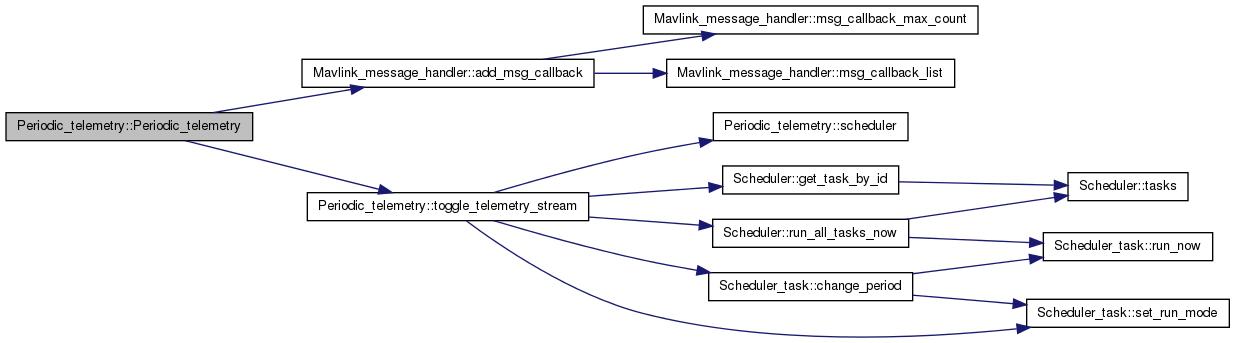 Mavlink_message_handler::msg_callback_max_count
Mavlink_message_handler::add_msg_callback
Mavlink_message_handler::msg_callback_list
Periodic_telemetry::Periodic_telemetry
Periodic_telemetry::scheduler
Scheduler::get_task_by_id
Scheduler::tasks
Periodic_telemetry::toggle_telemetry_stream
Scheduler::run_all_tasks_now
Scheduler_task::run_now
Scheduler_task::change_period
Scheduler_task::set_run_mode